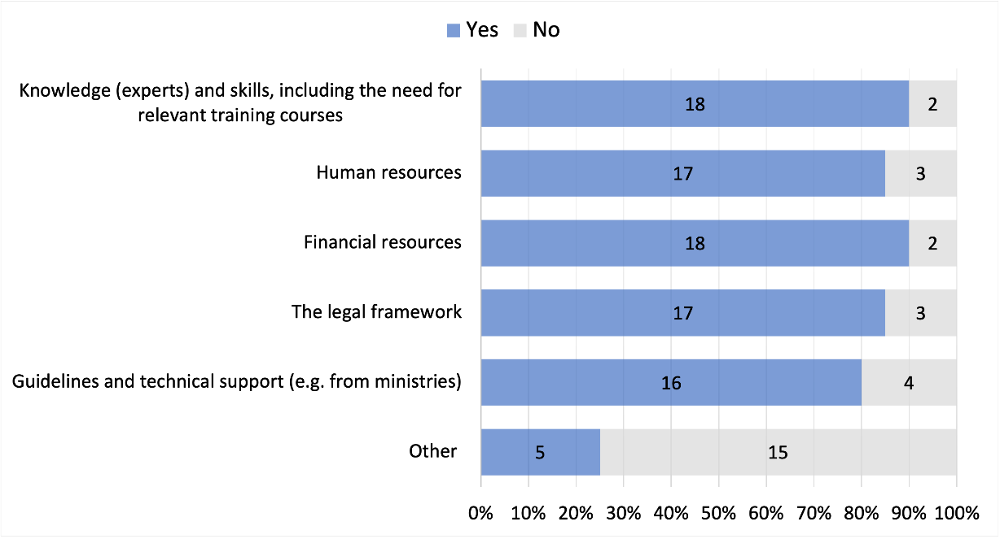 Yes No
Knowledge (experts) and skills, including the need for
relevant training courses
18 2
Human resources
17 3
Financial resources
18 2
The legal framework
17 3
Guidelines and technical support (e.g. from ministries)
16 4
Other
5 15
0% 10% 20% 30% 40% 50% 60% 70% 80% 90% 100%